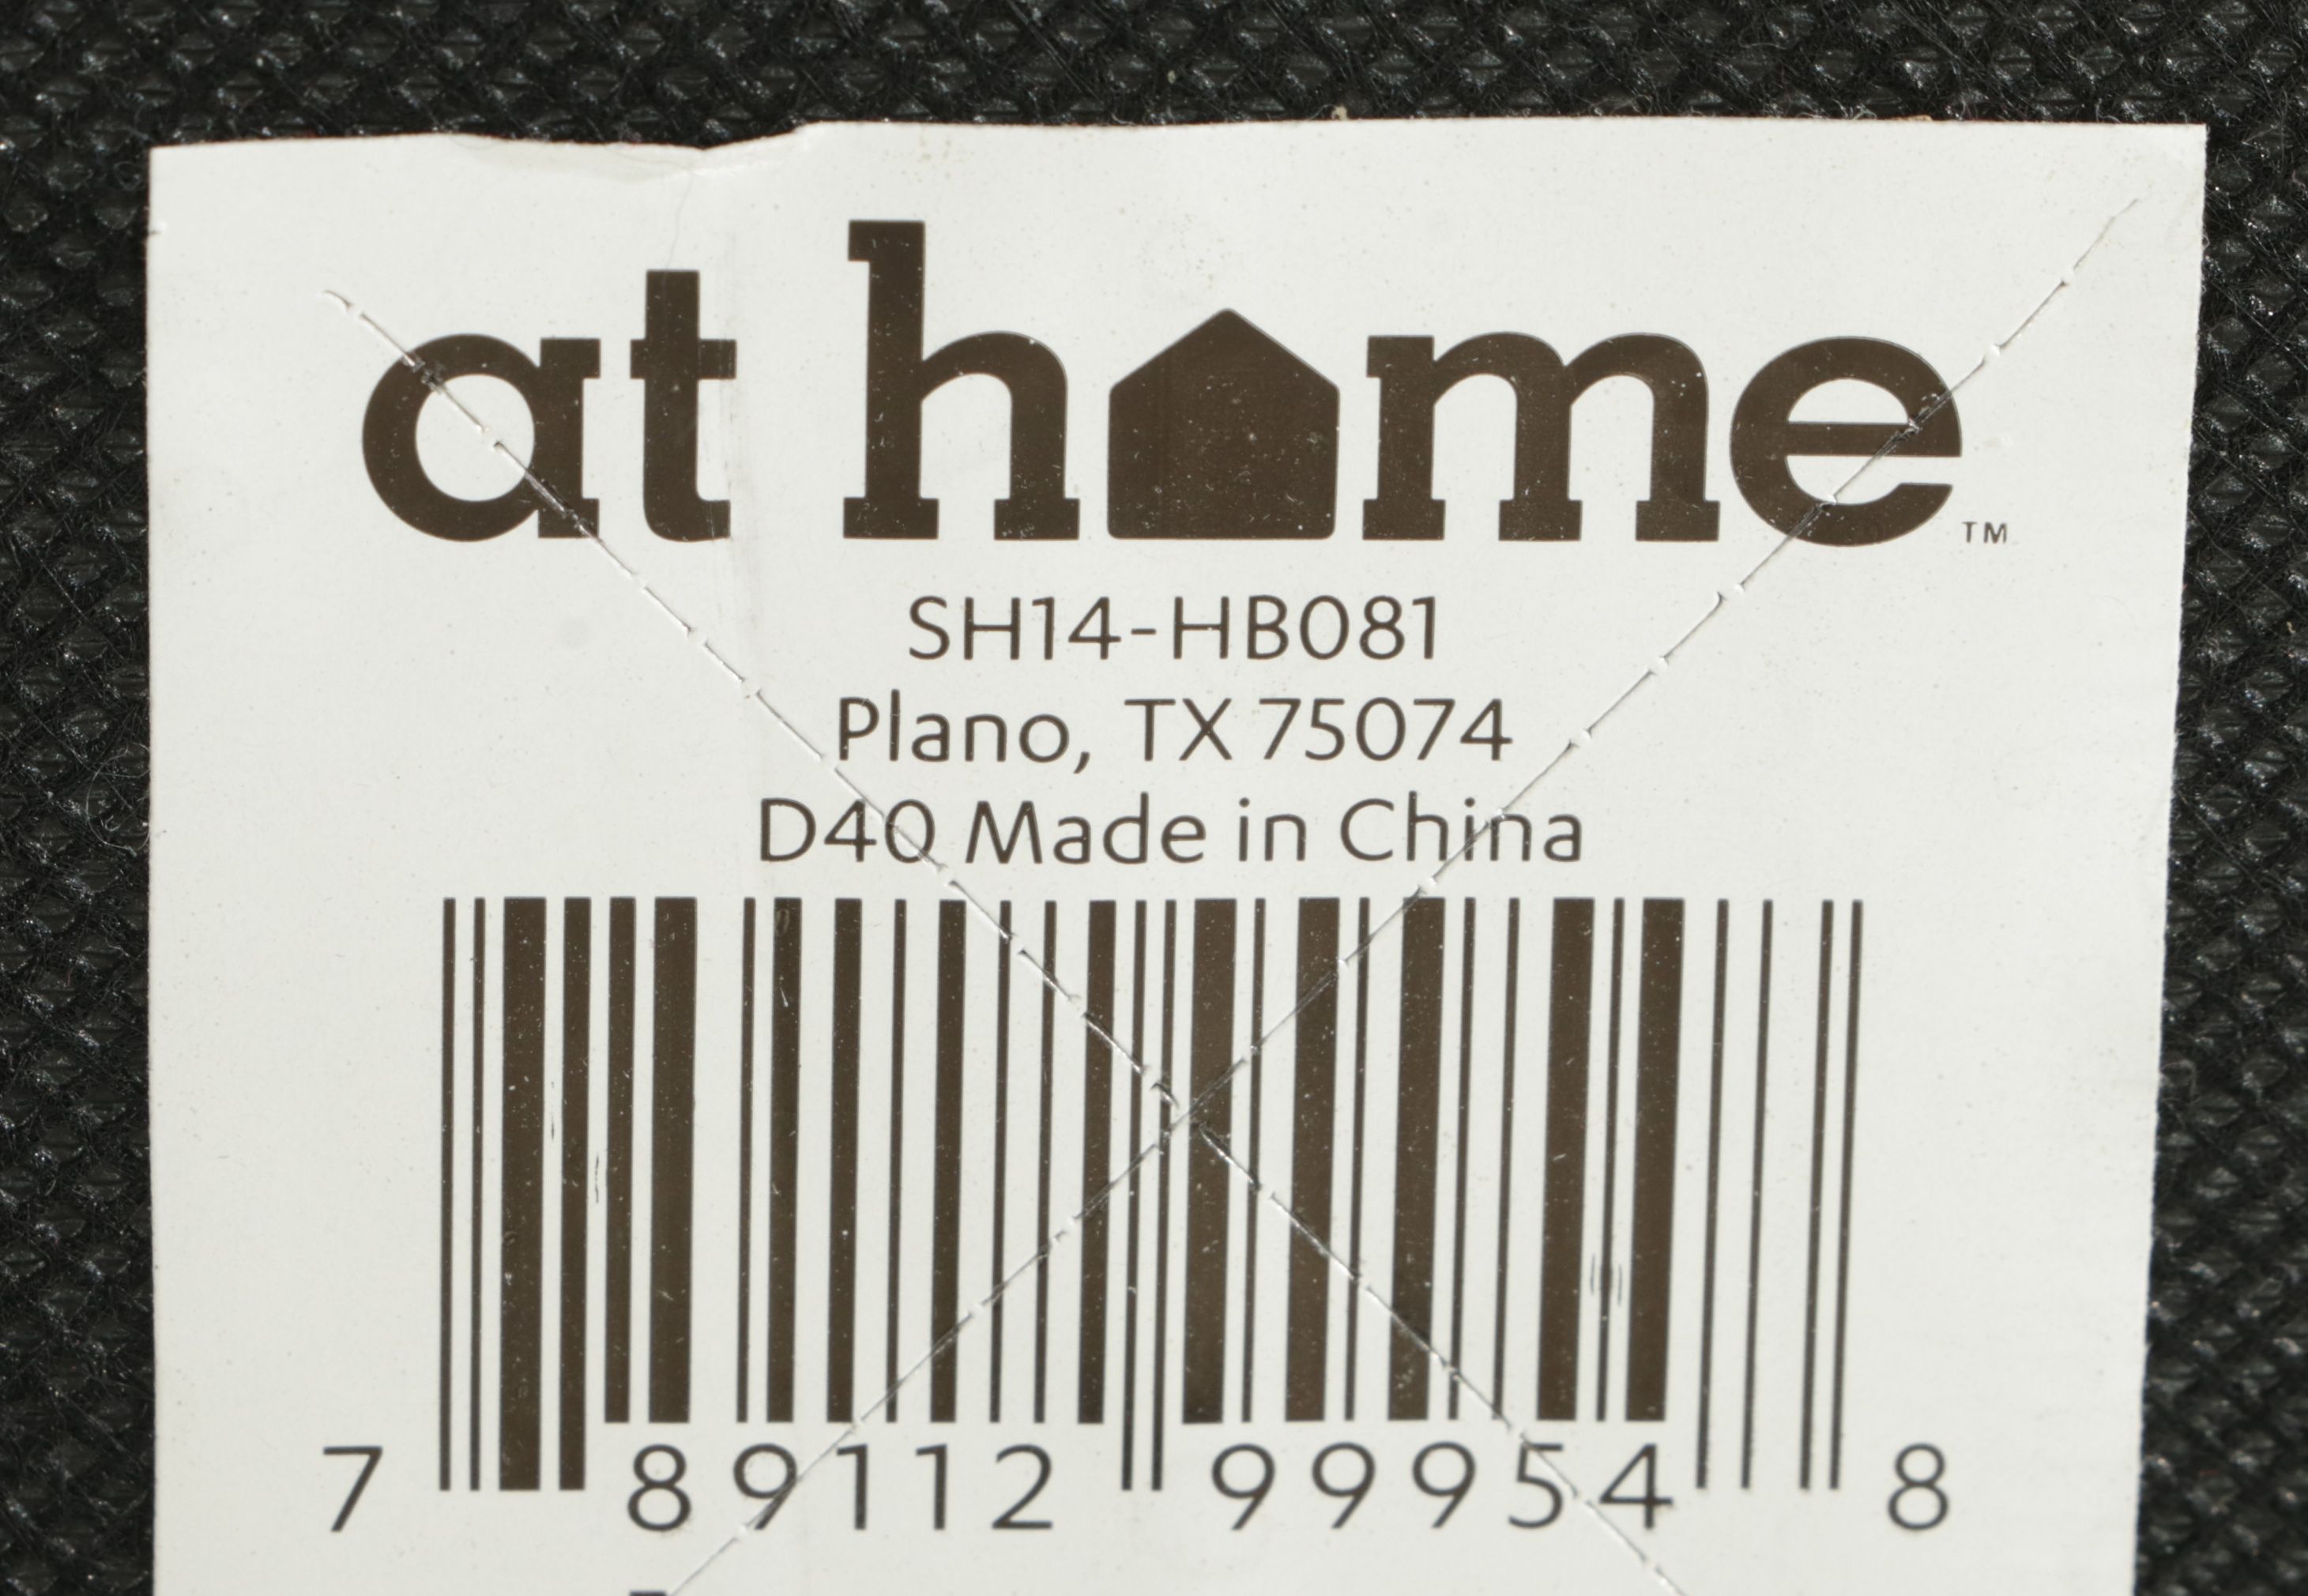 at home™
SH14-HB081
Plano, TX 75074
D40 Made in China
7 89112 99954 8